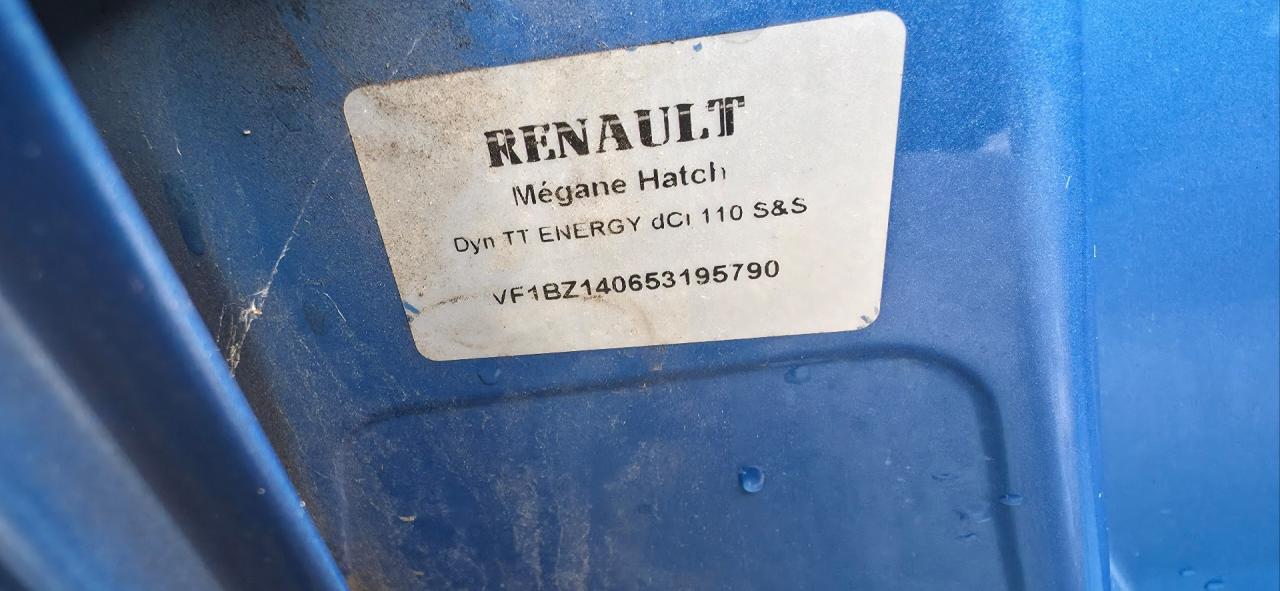 RENAULT
Mégane Hatch
Dyn TT ENERGY dCi 110 S&S
VF1BZ140653195790